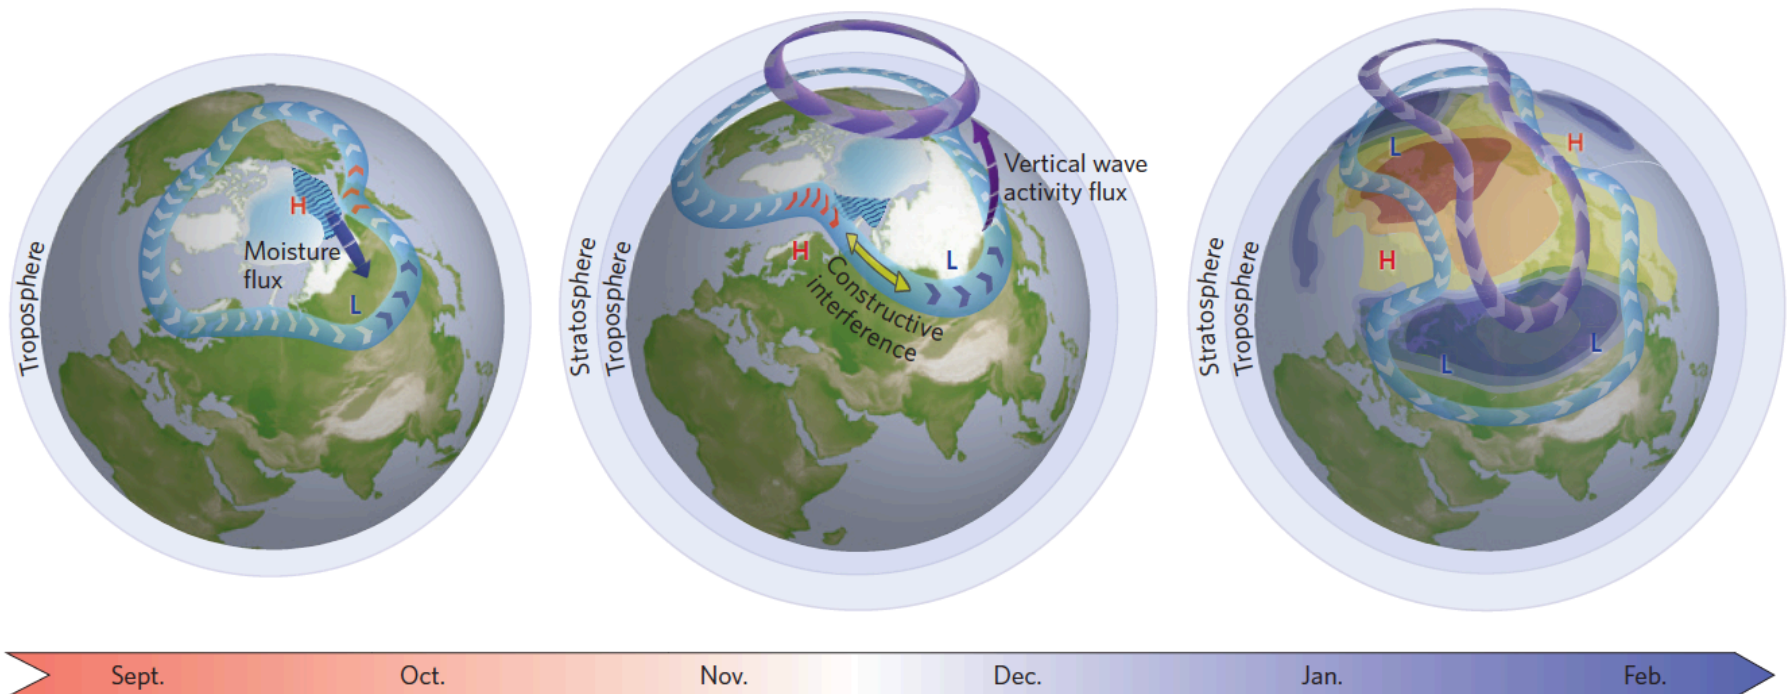 Troposphere
H
Moisture
flux
L
Stratosphere
Troposphere
Vertical wave
activity flux
H
L
Constructive
interference
Stratosphere
Troposphere
L
H
H
L
L
Sept.
Oct.
Nov.
Dec.
Jan.
Feb.